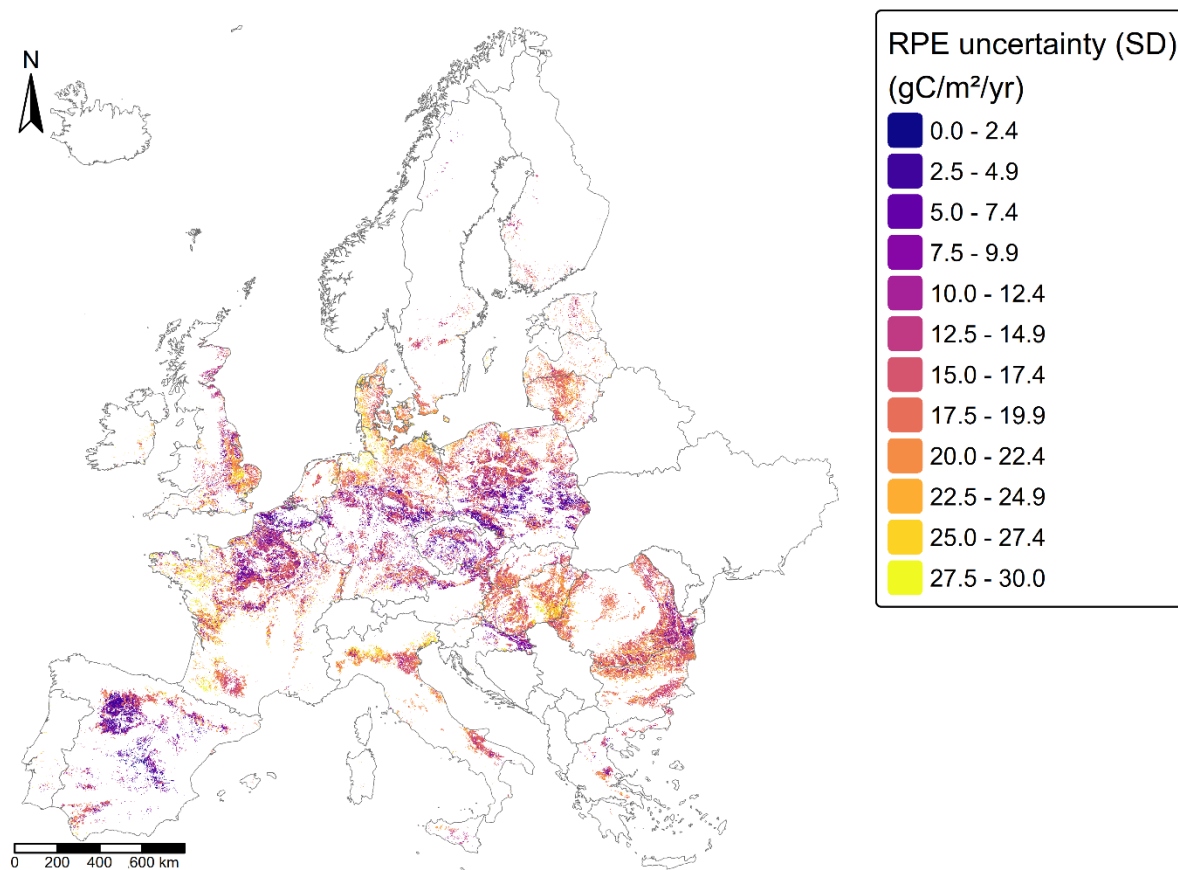 N
RPE uncertainty (SD)
(gC/m²/yr)
0.0 - 2.4
2.5 - 4.9
5.0 - 7.4
7.5 - 9.9
10.0 - 12.4
12.5 - 14.9
15.0 - 17.4
17.5 - 19.9
20.0 - 22.4
22.5 - 24.9
25.0 - 27.4
27.5 - 30.0
0 200 400 600 km